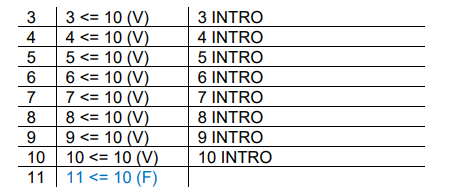 3 3 <= 10 (V) 3 INTRO
4 4 <= 10 (V) 4 INTRO
5 5 <= 10 (V) 5 INTRO
6 6 <= 10 (V) 6 INTRO
7 7 <= 10 (V) 7 INTRO
8 8 <= 10 (V) 8 INTRO
9 9 <= 10 (V) 9 INTRO
10 10 <= 10 (V) 10 INTRO
11 11 <= 10 (F)